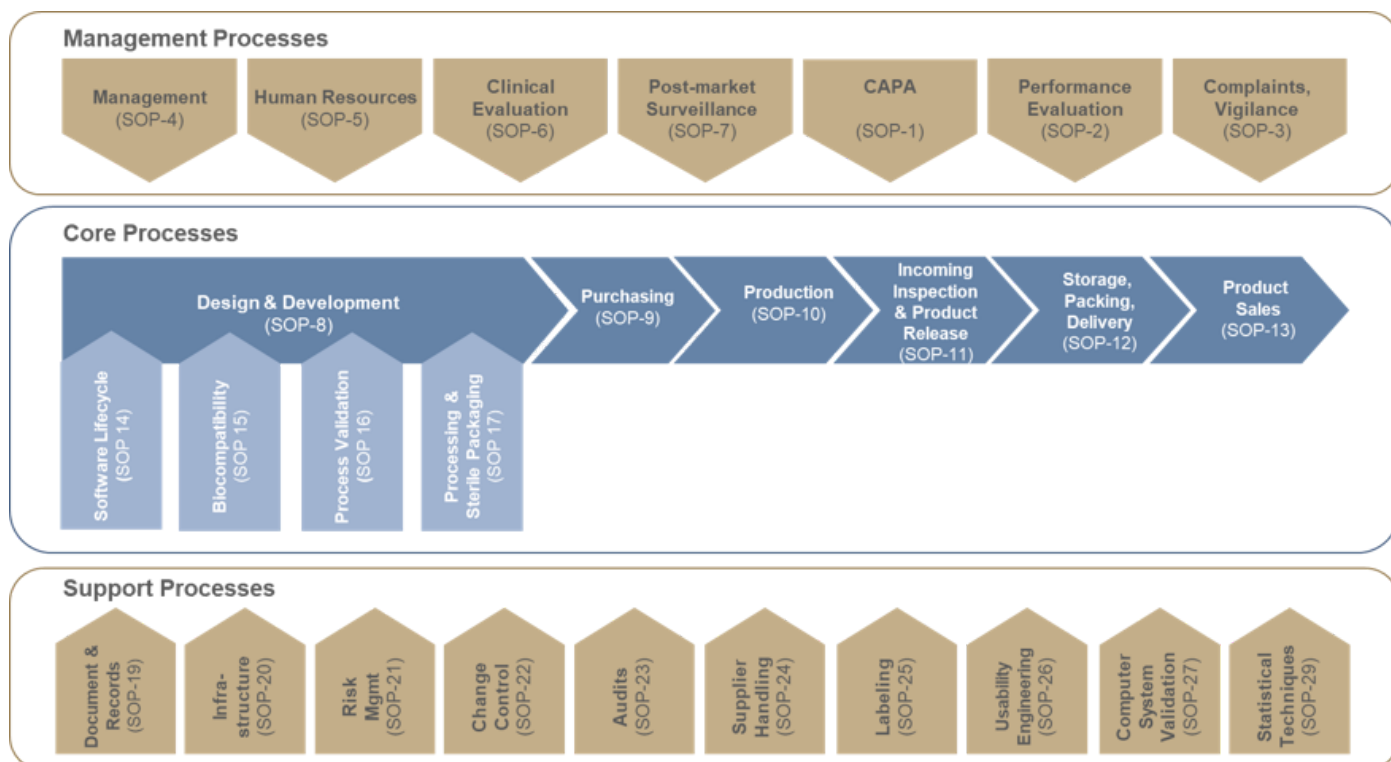 Management Processes
Management
(SOP-4)
Human Resources
(SOP-5)
Clinical
Evaluation
(SOP-6)
Post-market
Surveillance
(SOP-7)
CAPA
(SOP-1)
Performance
Evaluation
(SOP-2)
Complaints,
Vigilance
(SOP-3)
Core Processes
Design & Development
(SOP-8)
Purchasing
(SOP-9)
Production
(SOP-10)
Incoming
Inspection
& Product
Release
(SOP-11)
Storage,
Packing,
Delivery
(SOP-12)
Product
Sales
(SOP-13)
Software Lifecycle
(SOP 14)
Biocompatibility
(SOP 15)
Process Validation
(SOP 16)
Processing &
Sterile Packaging
(SOP 17)
Support Processes
Document &
Records
(SOP-19)
Infra-
structure
(SOP-20)
Risk
Mgmt
(SOP-21)
Change
Control
(SOP-22)
Audits
(SOP-23)
Supplier
Handling
(SOP-24)
Labeling
(SOP-25)
Usability
Engineering
(SOP-26)
Computer
System
Validation
(SOP-27)
Statistical
Techniques
(SOP-29)